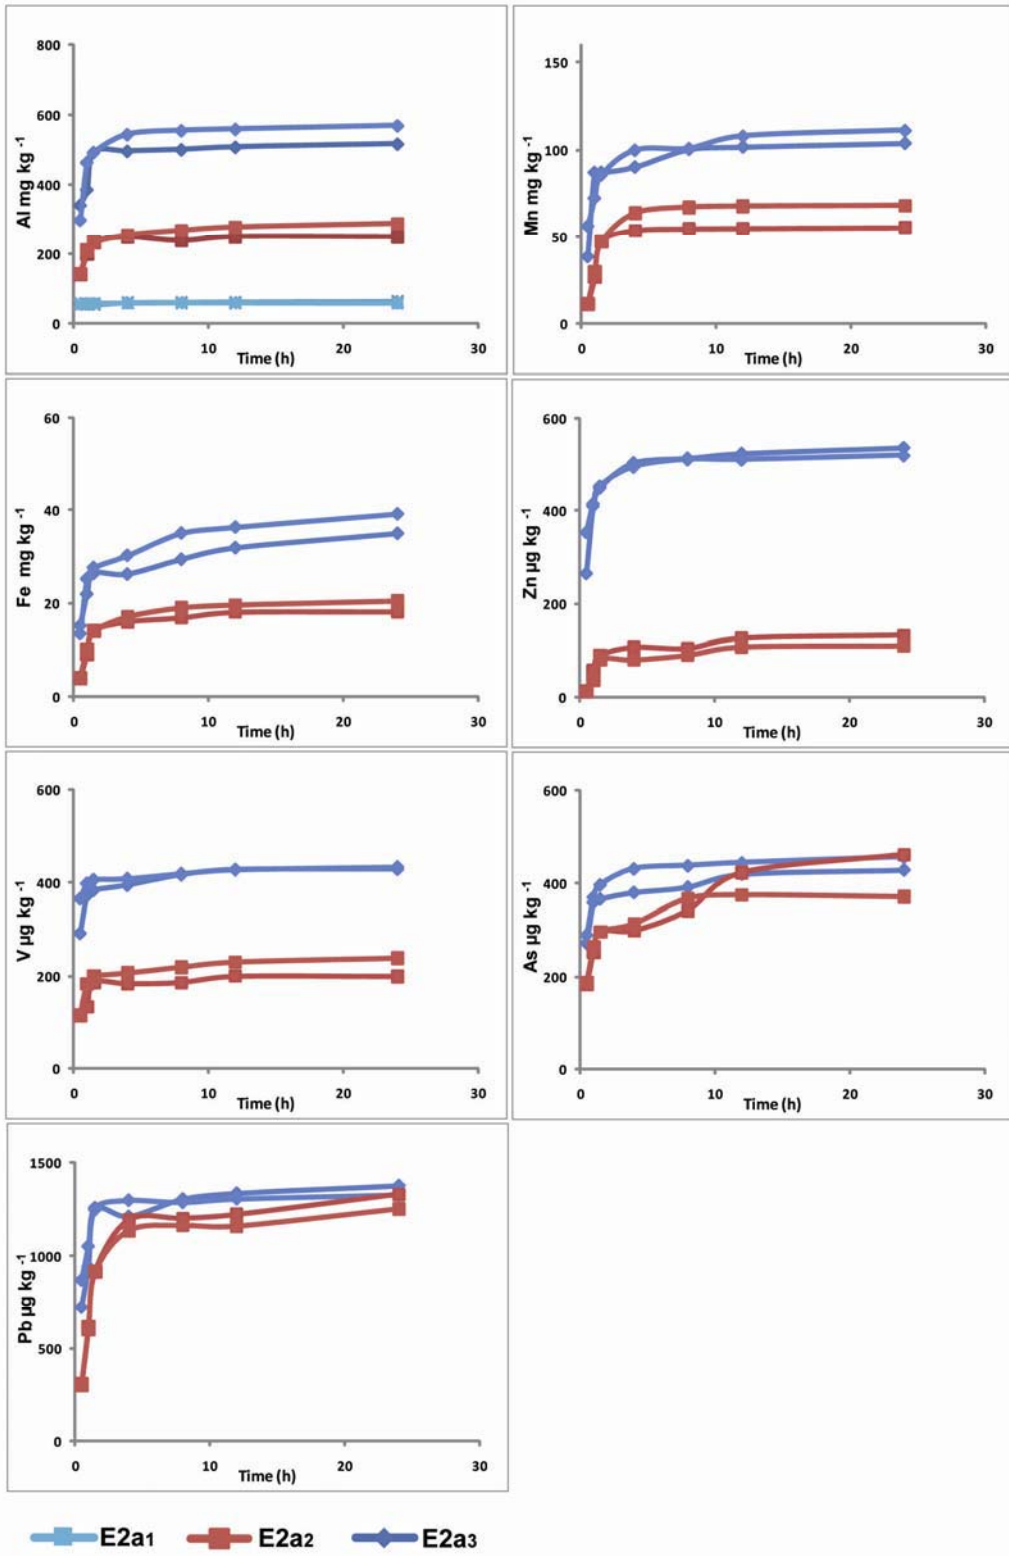 800
600
400
200
0
Al mg kg -1
0 10 20 30
Time (h)
150
100
50
0
Mn mg kg -1
0 10 20 30
Time (h)
60
40
20
0
Fe mg kg -1
0 10 20 30
Time (h)
600
400
200
0
Zn µg kg -1
0 10 20 30
Time (h)
600
400
200
0
V µg kg -1
0 10 20 30
Time (h)
600
400
200
0
As µg kg -1
0 10 20 30
Time (h)
1500
1000
500
0
Pb µg kg -1
0 10 20 30
Time (h)
E2a1 E2a2 E2a3